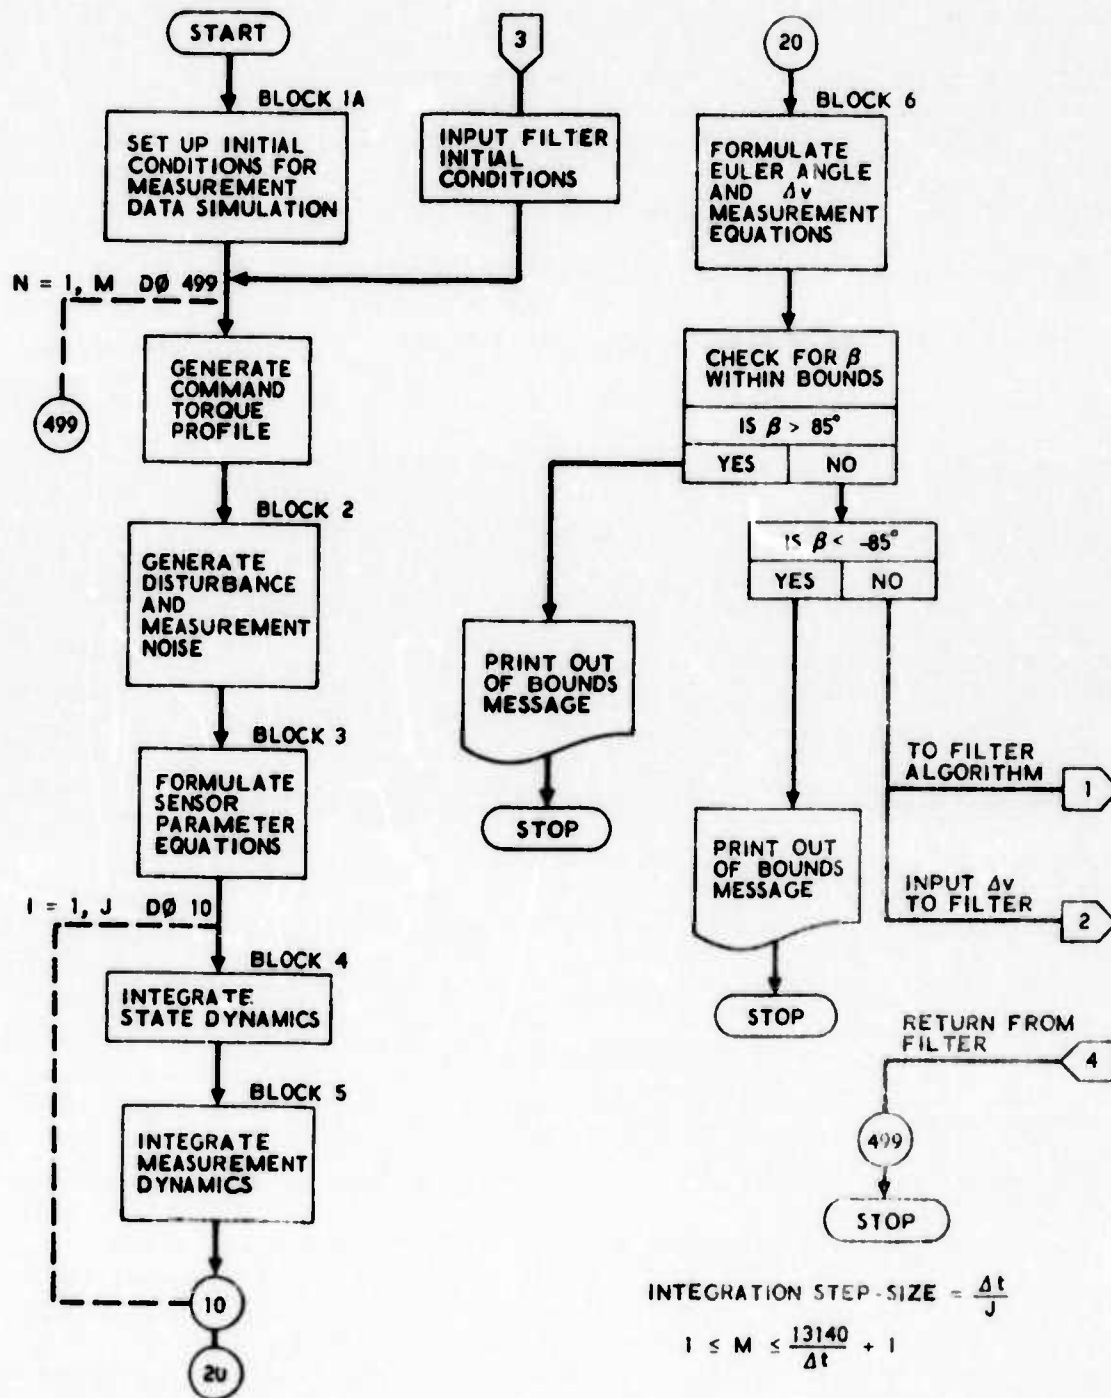 START
BLOCK 1A
SET UP INITIAL
CONDITIONS FOR
MEASUREMENT
DATA SIMULATION
N = 1, M DØ 499
499
GENERATE
COMMAND
TORQUE
PROFILE
BLOCK 2
GENERATE
DISTURBANCE
AND
MEASUREMENT
NOISE
BLOCK 3
FORMULATE
SENSOR
PARAMETER
EQUATIONS
I = 1, J DØ 10
BLOCK 4
INTEGRATE
STATE DYNAMICS
BLOCK 5
INTEGRATE
MEASUREMENT
DYNAMICS
10
20
3
INPUT FILTER
INITIAL
CONDITIONS
20
BLOCK 6
FORMULATE
EULER ANGLE
AND Δv
MEASUREMENT
EQUATIONS
CHECK FOR β
WITHIN BOUNDS
IS β > 85°
YES NO
IS β < -85°
YES NO
PRINT OUT
OF BOUNDS
MESSAGE
STOP
PRINT OUT
OF BOUNDS
MESSAGE
STOP
TO FILTER
ALGORITHM
1
INPUT Δv
TO FILTER
2
RETURN FROM
FILTER
4
499
STOP
INTEGRATION STEP-SIZE = Δt/J
1 ≤ M ≤ 13140/Δt + 1